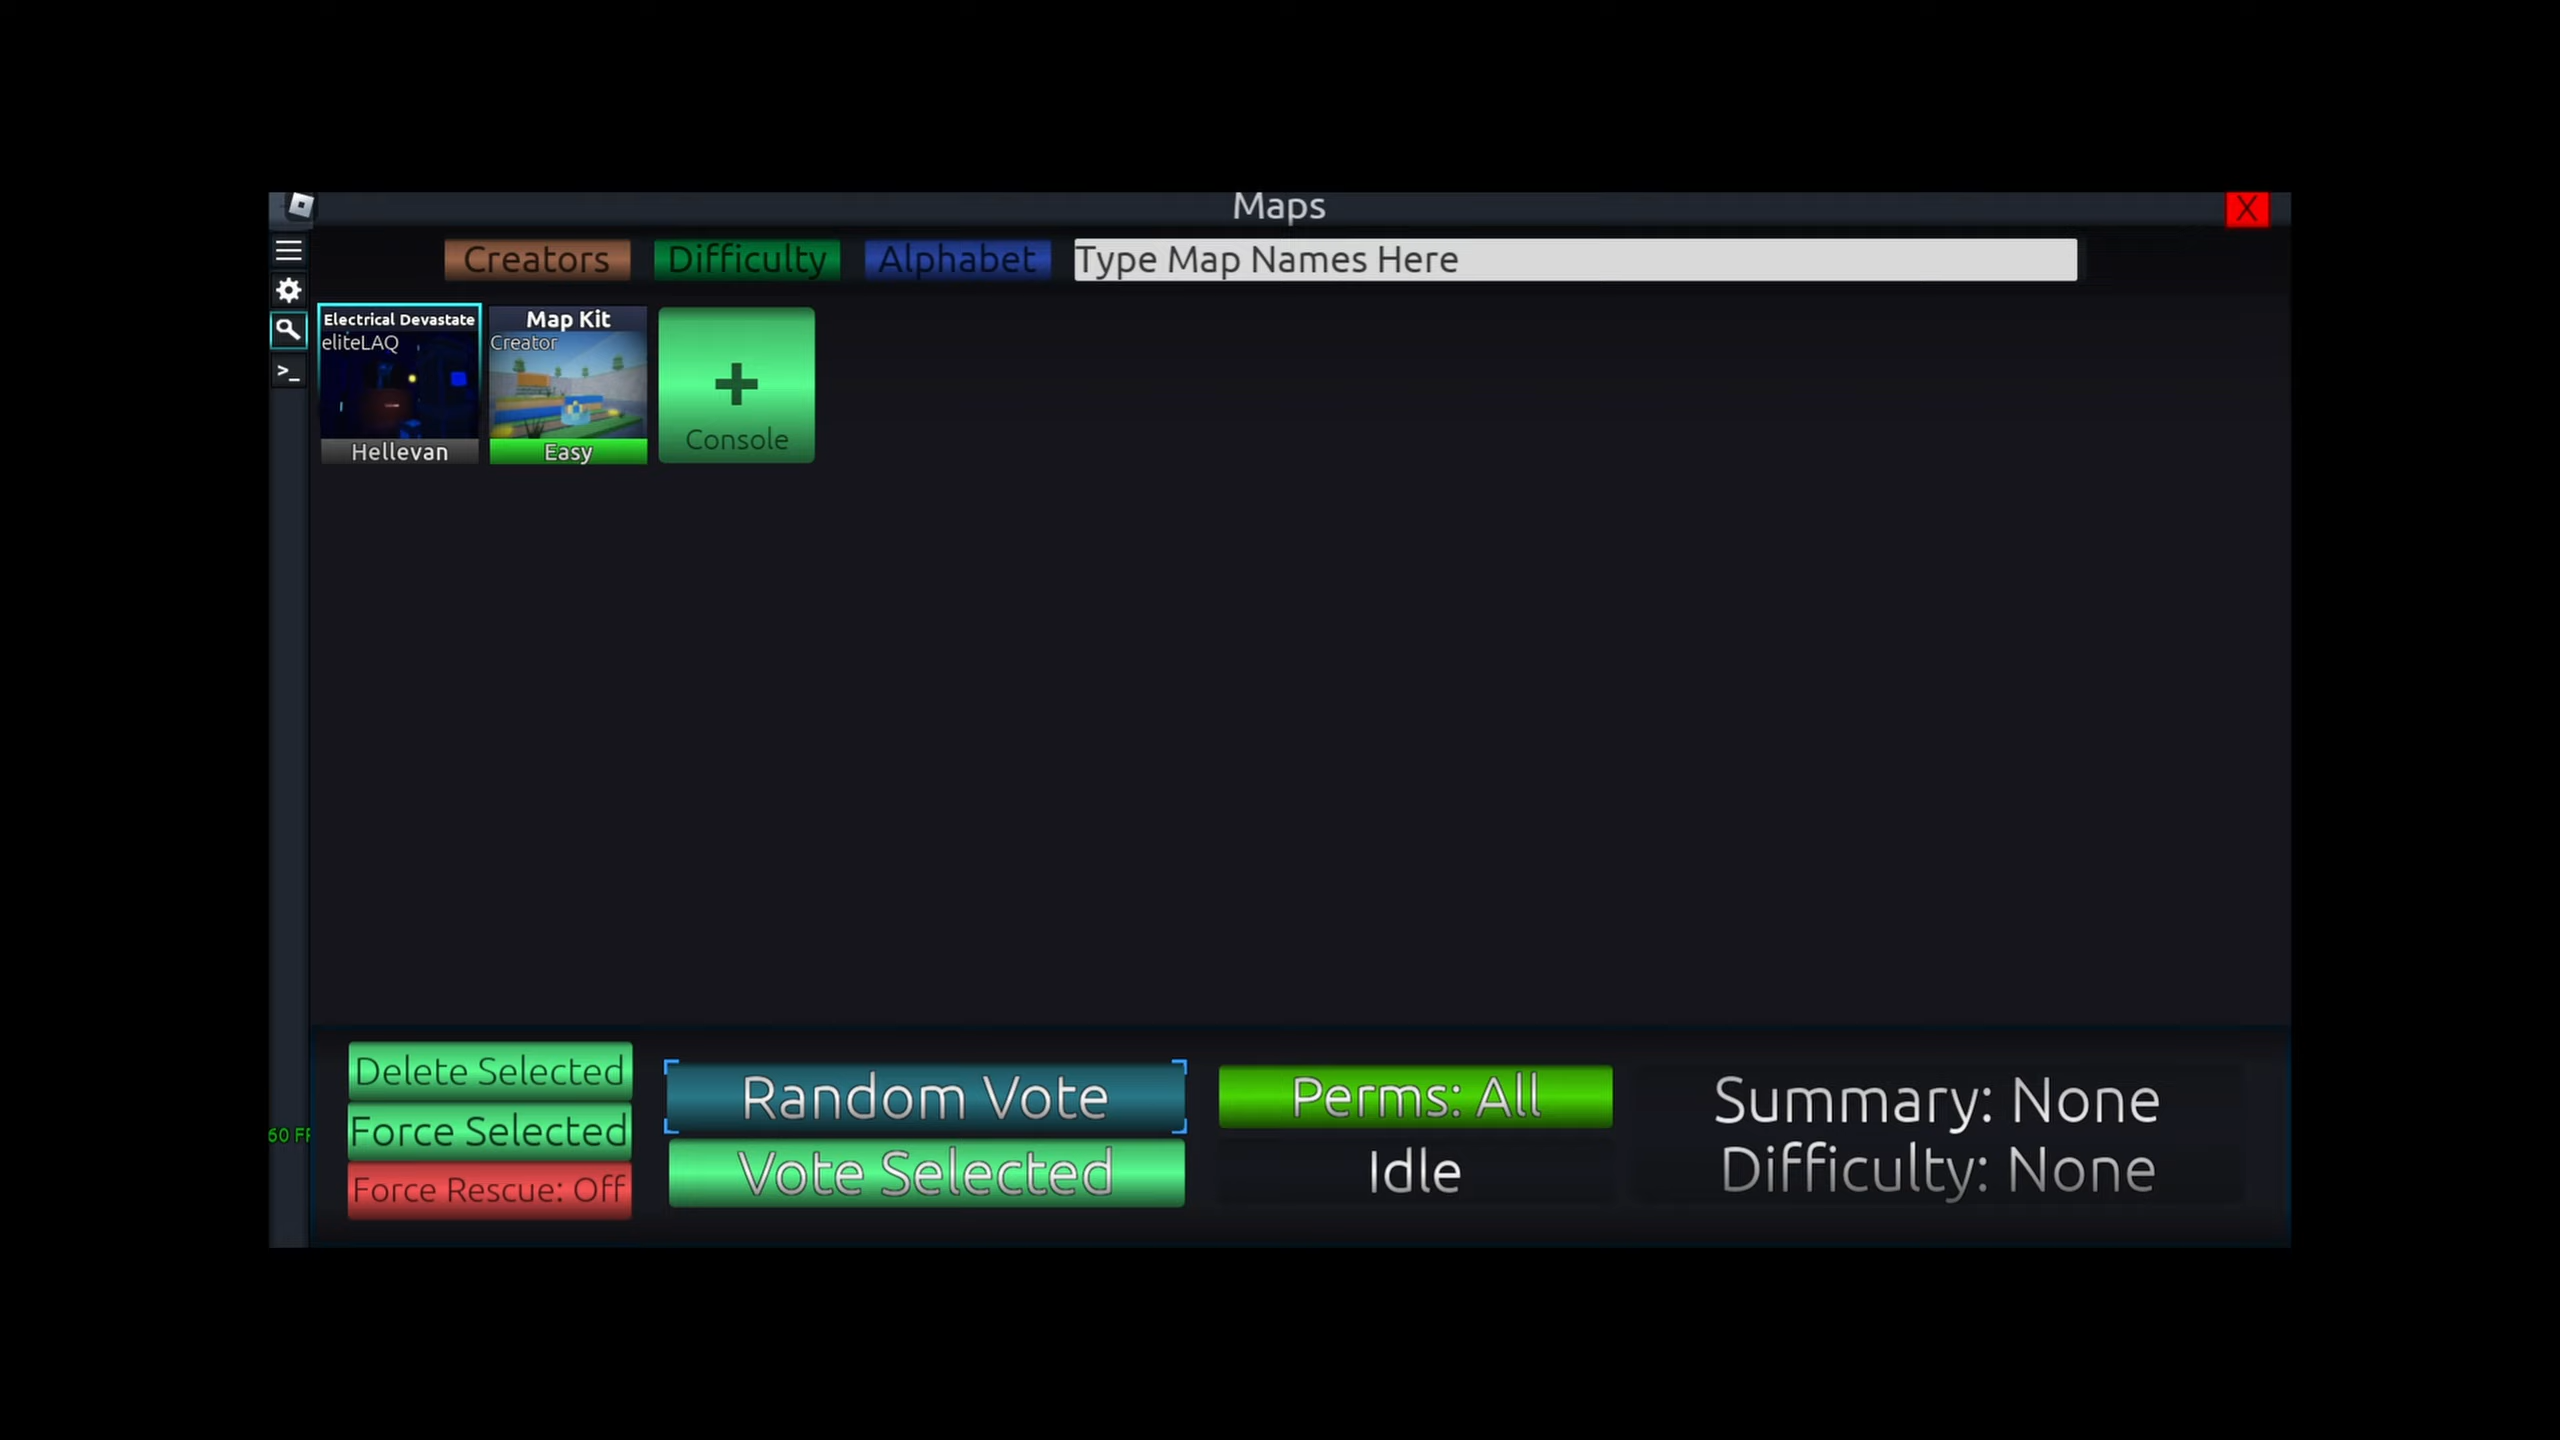 Maps
X
Creators
Difficulty
Alphabet
Type Map Names Here
Electrical Devastate
eliteLAQ
Hellevan
Map Kit
Creator
Easy
+
Console
>_
Delete Selected
Force Selected
Force Rescue: Off
60 F
Random Vote
Vote Selected
Perms: All
Idle
Summary: None
Difficulty: None